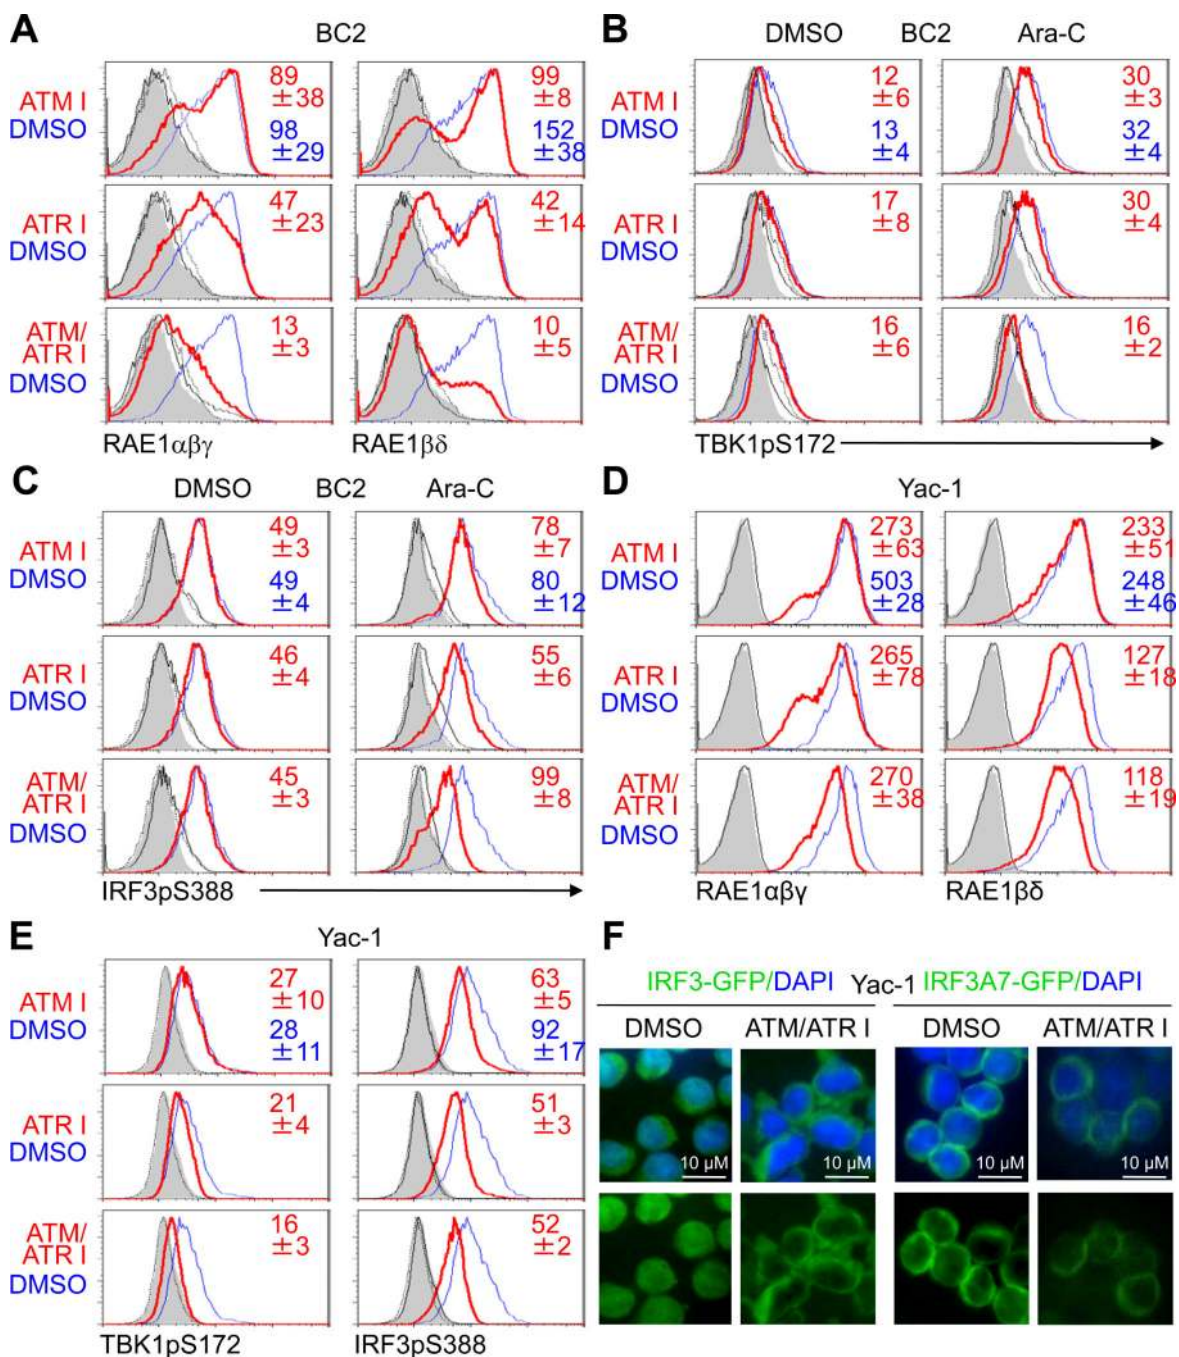 A
BC2
ATM I
DMSO
89
±38
98
±29
99
±8
152
±38
ATR I
DMSO
47
±23
42
±14
ATM/
ATR I
DMSO
13
±3
10
±5
RAE1αβγ
RAE1βδ
B
DMSO BC2 Ara-C
ATM I
DMSO
12
±6
13
±4
30
±3
32
±4
ATR I
DMSO
17
±8
30
±4
ATM/
ATR I
DMSO
16
±6
16
±2
TBK1pS172
C
DMSO BC2 Ara-C
ATM I
DMSO
49
±3
49
±4
78
±7
80
±12
ATR I
DMSO
46
±4
55
±6
ATM/
ATR I
DMSO
45
±3
99
±8
IRF3pS388
D
Yac-1
ATM I
DMSO
273
±63
503
±28
233
±51
248
±46
ATR I
DMSO
265
±78
127
±18
ATM/
ATR I
DMSO
270
±38
118
±19
RAE1αβγ
RAE1βδ
E
Yac-1
ATM I
DMSO
27
±10
28
±11
63
±5
92
±17
ATR I
DMSO
21
±4
51
±3
ATM/
ATR I
DMSO
16
±3
52
±2
TBK1pS172
IRF3pS388
F
IRF3-GFP/DAPI Yac-1 IRF3A7-GFP/DAPI
DMSO ATM/ATR I DMSO ATM/ATR I
10 µM 10 µM 10 µM 10 µM